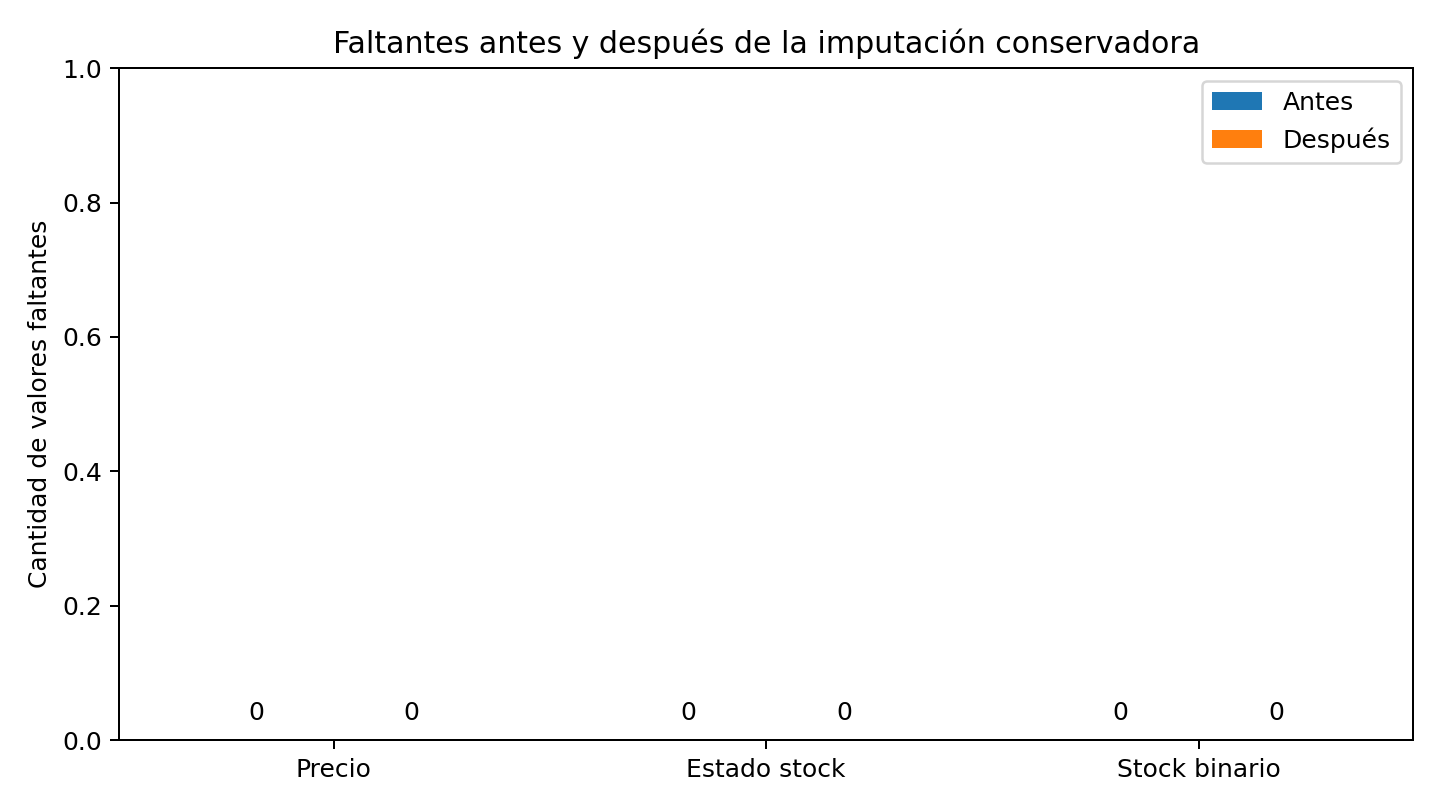 Faltantes antes y después de la imputación conservadora
Antes
Después
Cantidad de valores faltantes
1.0
0.8
0.6
0.4
0.2
0.0
0 0 0 0 0 0
Precio Estado stock Stock binario